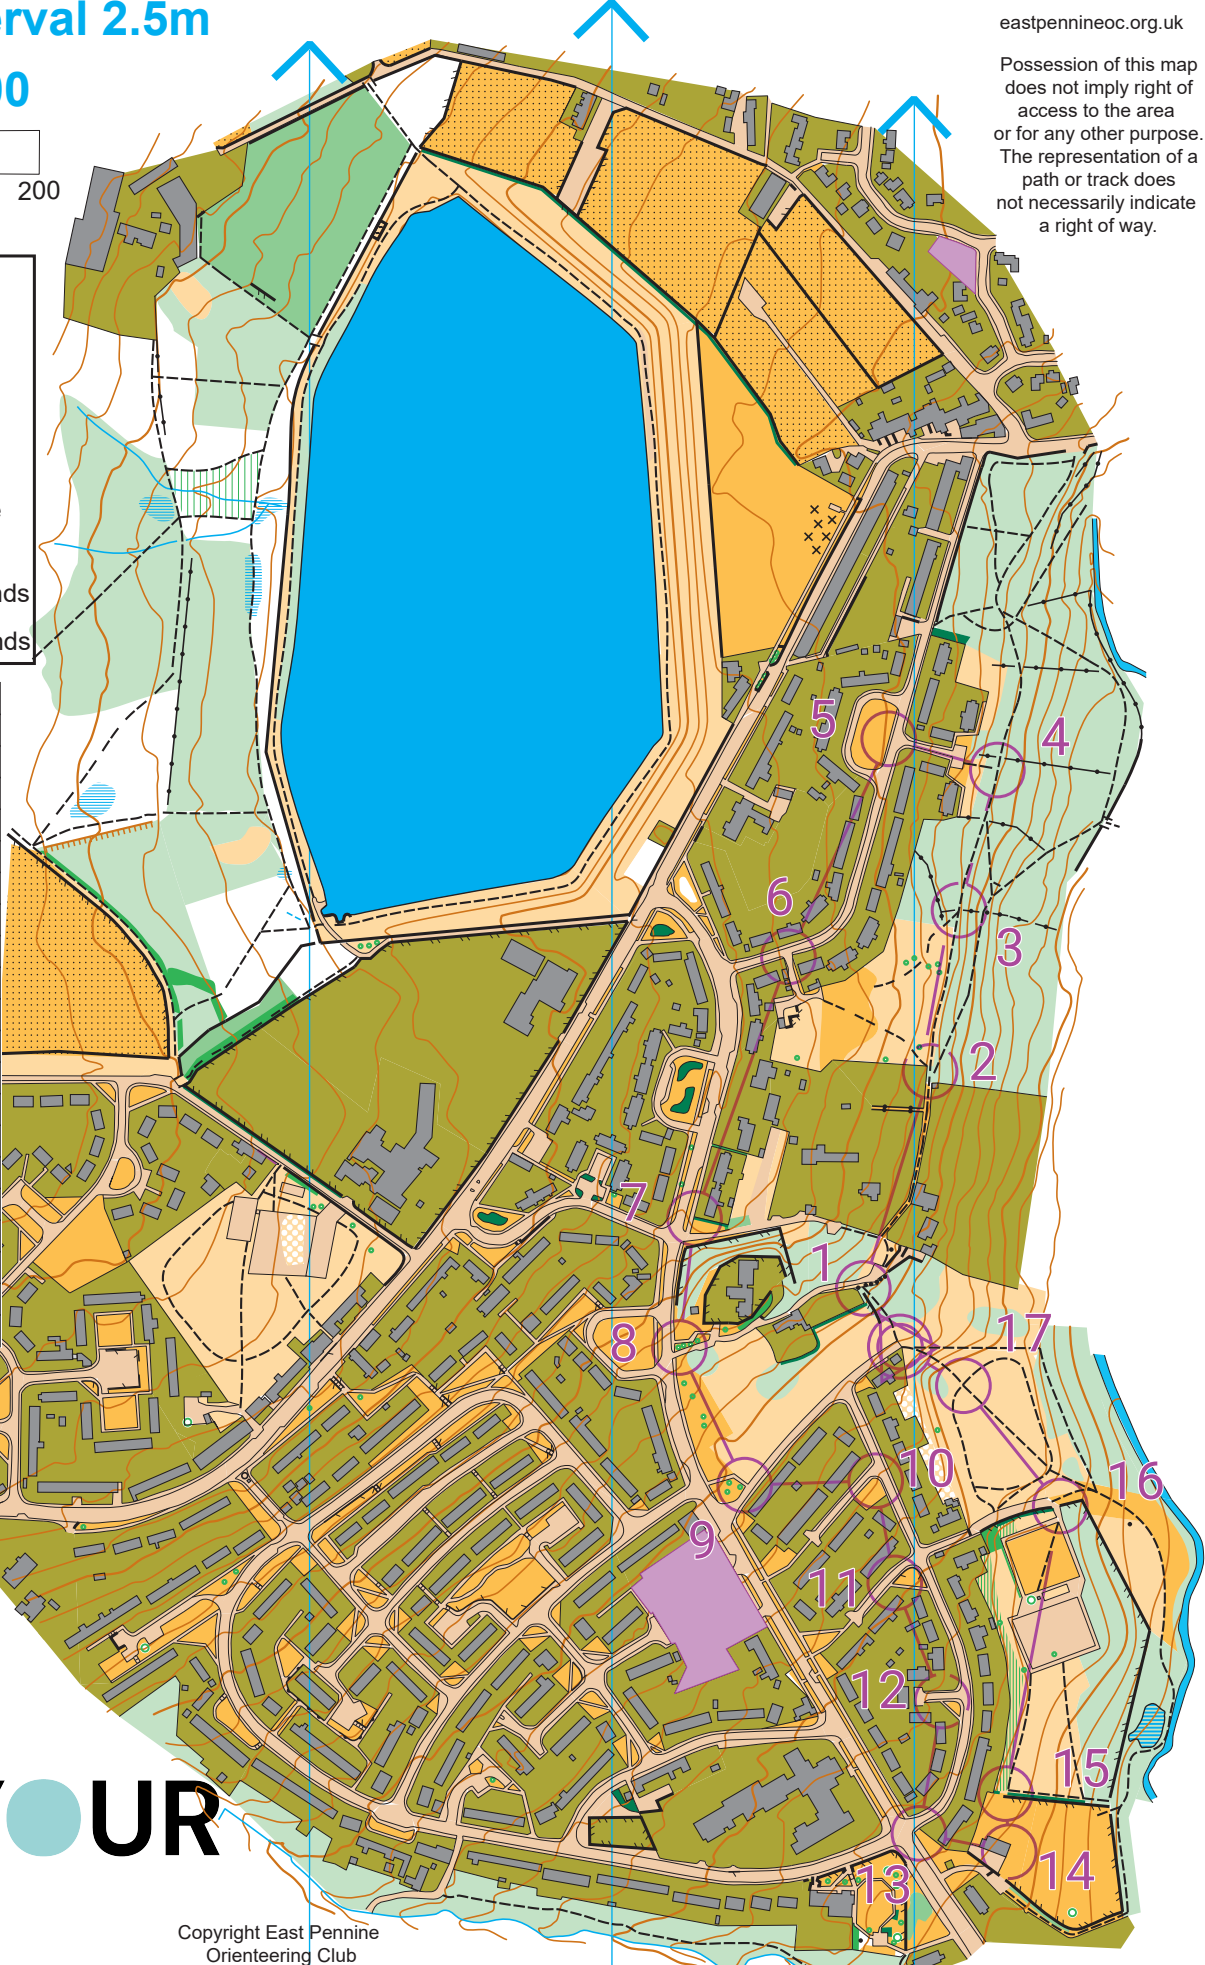 erval 2.5m
00
200
eastpennineoc.org.uk
Possession of this map
does not imply right of
access to the area
or for any other purpose.
The representation of a
path or track does
not necessarily indicate
a right of way.
nds
nds
5
4
6
3
2
7
1
17
8
10
16
9
11
12
15
14
13
OUR
Copyright East Pennine
Orienteering Club